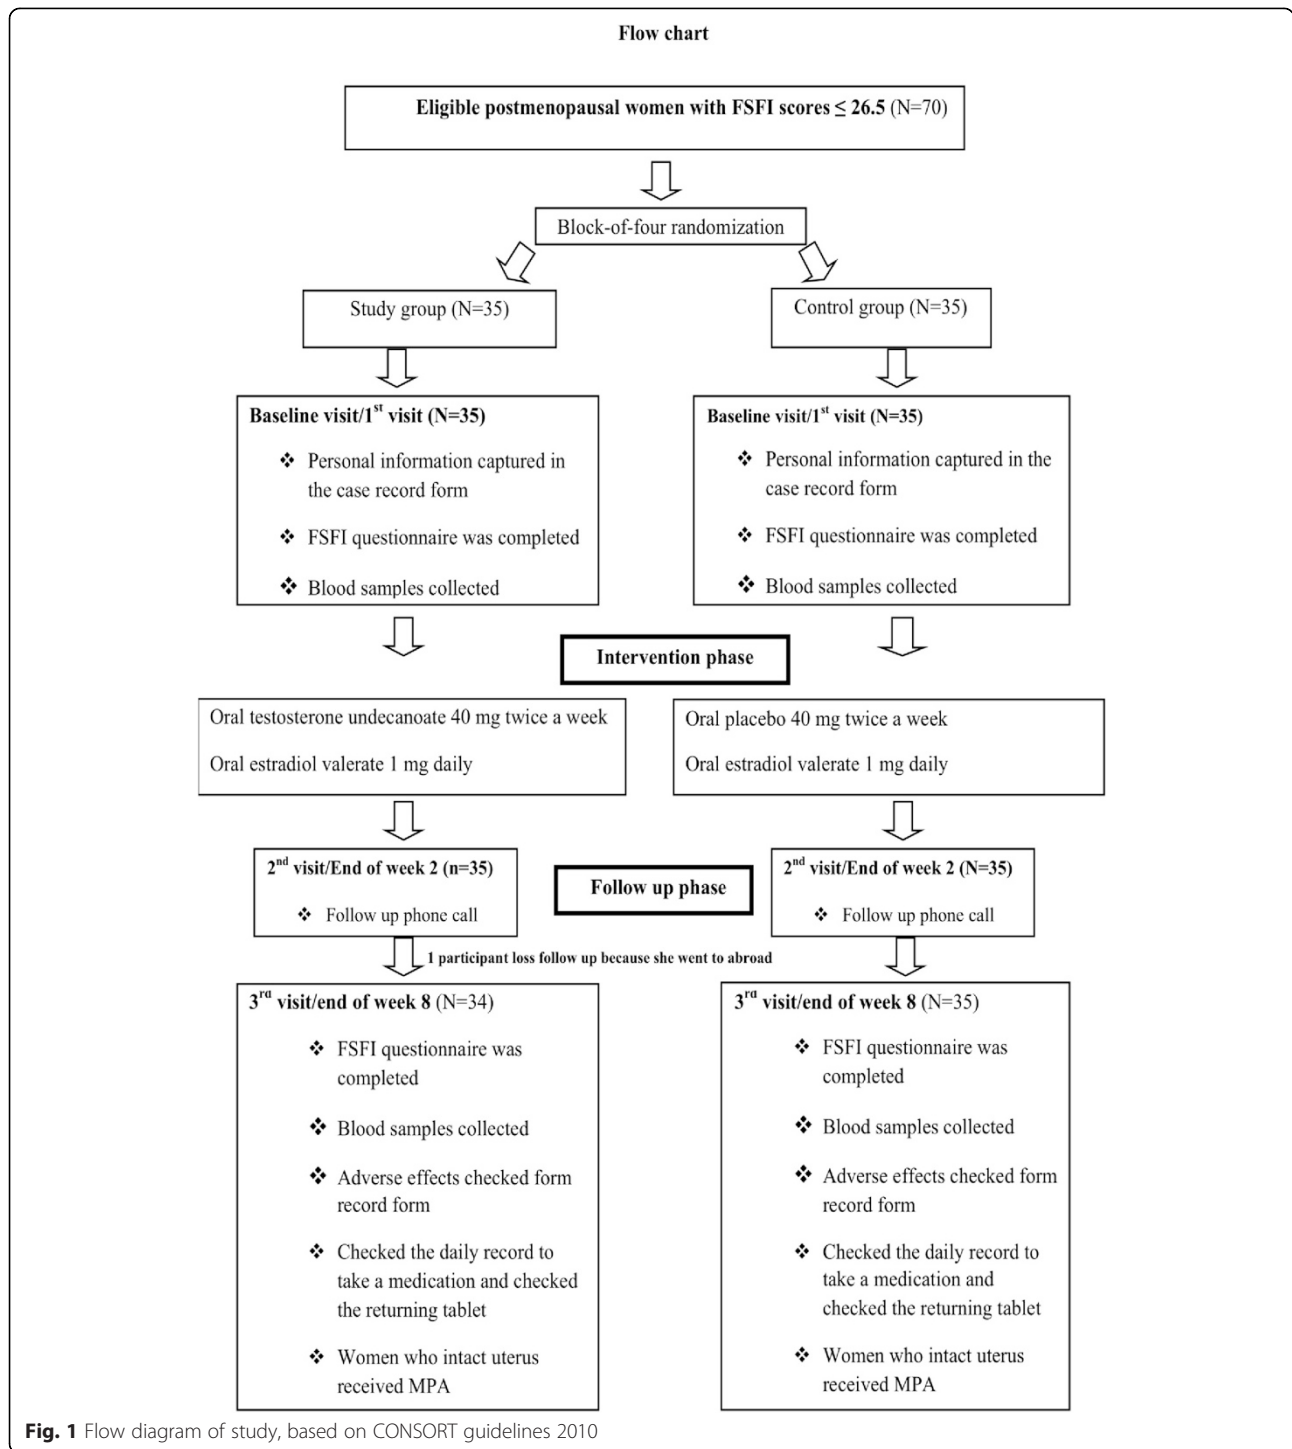 Flow chart
Eligible postmenopausal women with FSFI scores ≤ 26.5 (N=70)
Block-of-four randomization
Study group (N=35)
Control group (N=35)
Baseline visit/1st visit (N=35)
❖ Personal information captured in
the case record form
❖ FSFI questionnaire was completed
❖ Blood samples collected
Baseline visit/1st visit (N=35)
❖ Personal information captured in the
case record form
❖ FSFI questionnaire was completed
❖ Blood samples collected
Intervention phase
Oral testosterone undecanoate 40 mg twice a week
Oral estradiol valerate 1 mg daily
Oral placebo 40 mg twice a week
Oral estradiol valerate 1 mg daily
2nd visit/End of week 2 (n=35)
❖ Follow up phone call
Follow up phase
2nd visit/End of week 2 (N=35)
❖ Follow up phone call
1 participant loss follow up because she went to abroad
3rd visit/end of week 8 (N=34)
❖ FSFI questionnaire was
completed
❖ Blood samples collected
❖ Adverse effects checked form
record form
❖ Checked the daily record to
take a medication and checked
the returning tablet
❖ Women who intact uterus
received MPA
3rd visit/end of week 8 (N=35)
❖ FSFI questionnaire was
completed
❖ Blood samples collected
❖ Adverse effects checked form
record form
❖ Checked the daily record to
take a medication and
checked the returning tablet
❖ Women who intact uterus
received MPA
Fig. 1 Flow diagram of study, based on CONSORT guidelines 2010